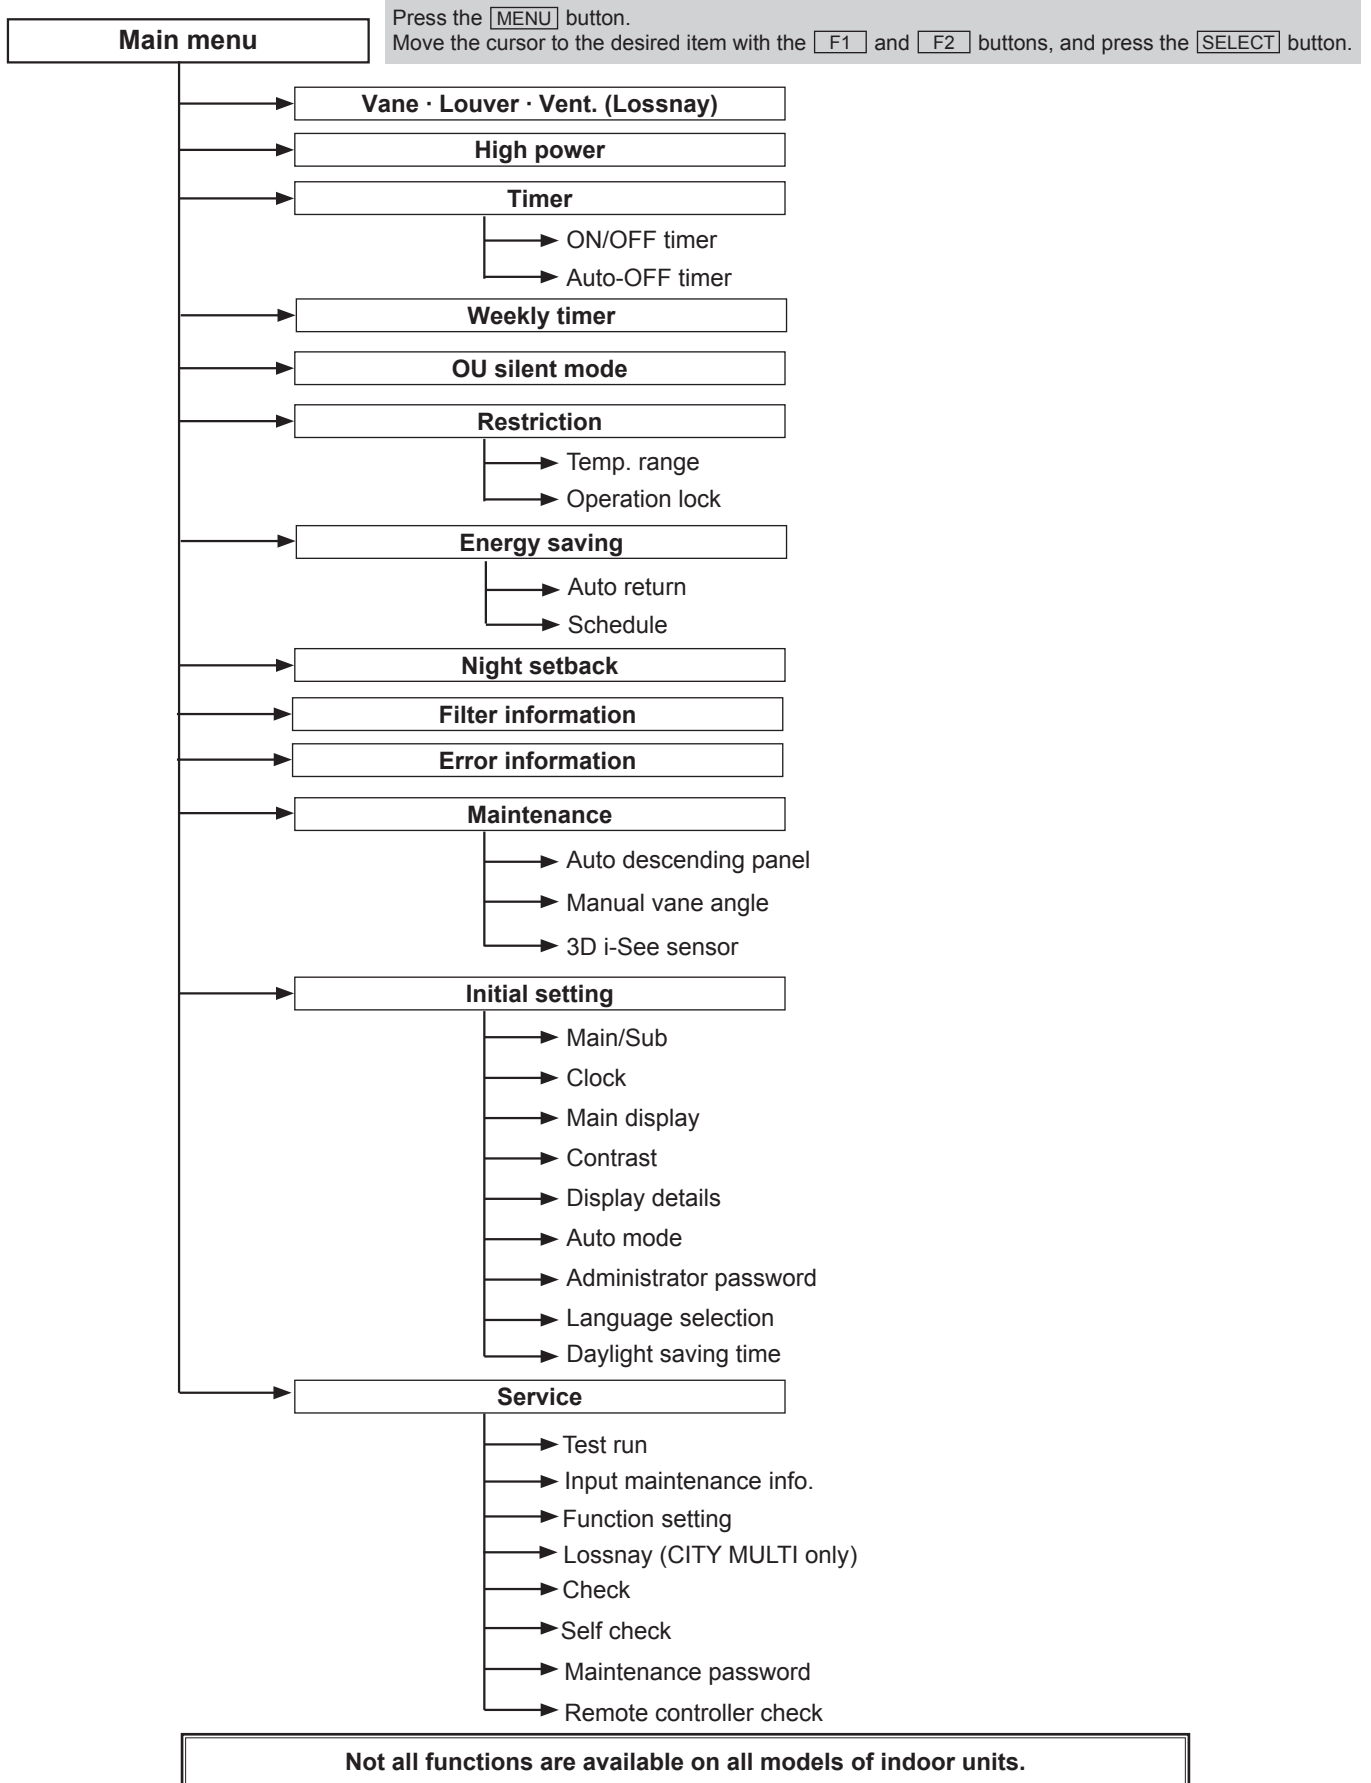 Main menu
Press the MENU button.
Move the cursor to the desired item with the F1 and F2 buttons, and press the SELECT button.
Vane · Louver · Vent. (Lossnay)
High power
Timer
ON/OFF timer
Auto-OFF timer
Weekly timer
OU silent mode
Restriction
Temp. range
Operation lock
Energy saving
Auto return
Schedule
Night setback
Filter information
Error information
Maintenance
Auto descending panel
Manual vane angle
3D i-See sensor
Initial setting
Main/Sub
Clock
Main display
Contrast
Display details
Auto mode
Administrator password
Language selection
Daylight saving time
Service
Test run
Input maintenance info.
Function setting
Lossnay (CITY MULTI only)
Check
Self check
Maintenance password
Remote controller check
Not all functions are available on all models of indoor units.